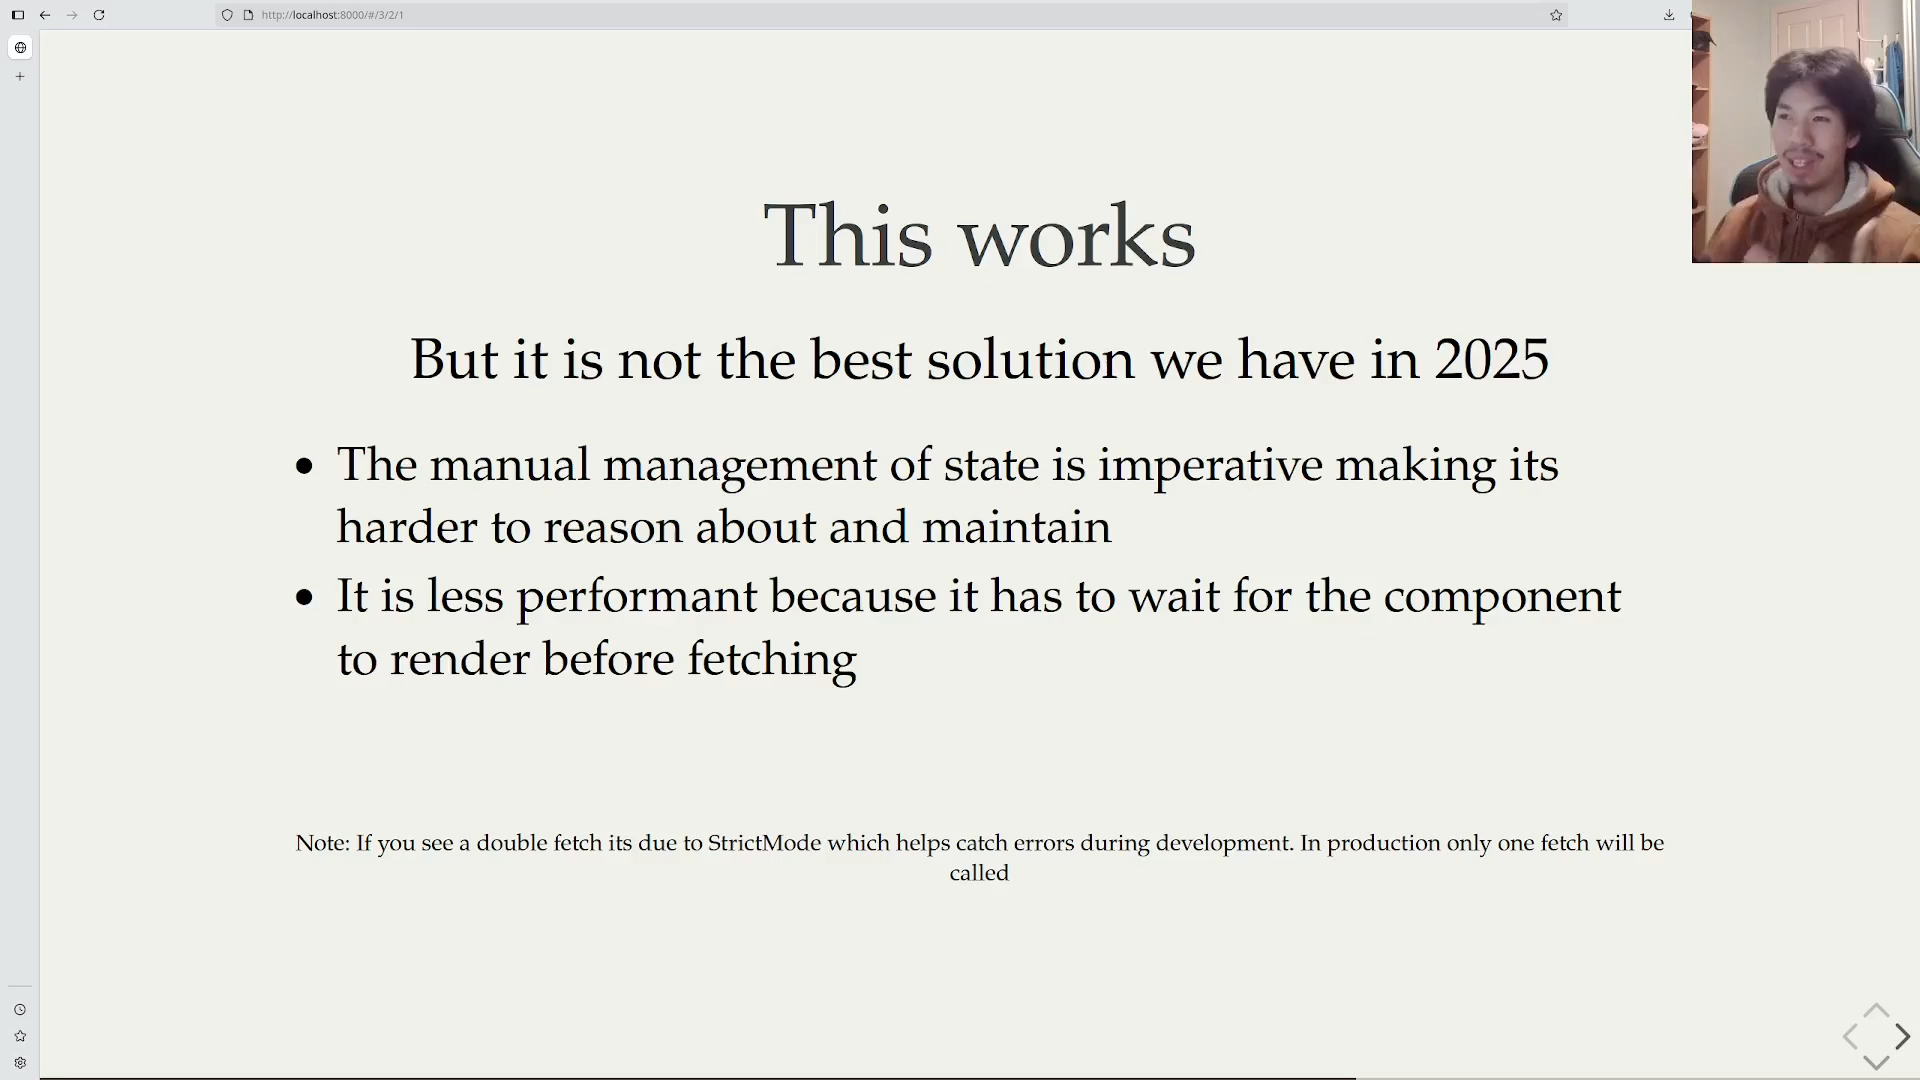 http://localhost:8000/#/3/2/1
This works
But it is not the best solution we have in 2025
• The manual management of state is imperative making its
harder to reason about and maintain
• It is less performant because it has to wait for the component
to render before fetching
Note: If you see a double fetch its due to StrictMode which helps catch errors during development. In production only one fetch will be
called